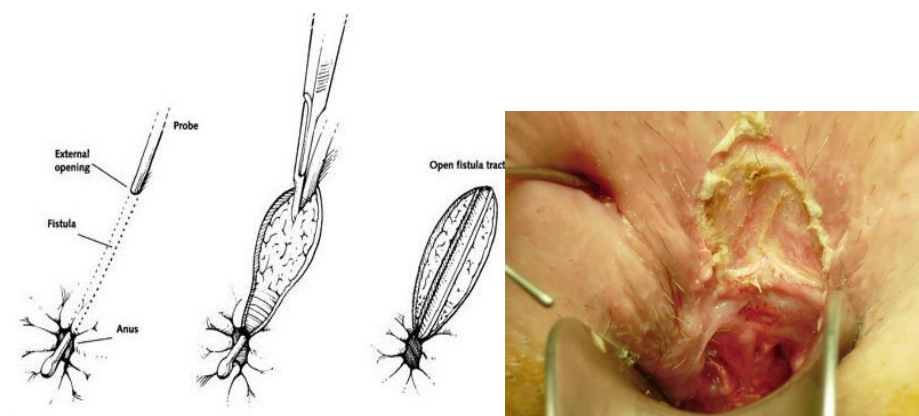 Probe
External
opening
Fistula
Anus
Open fistula tract